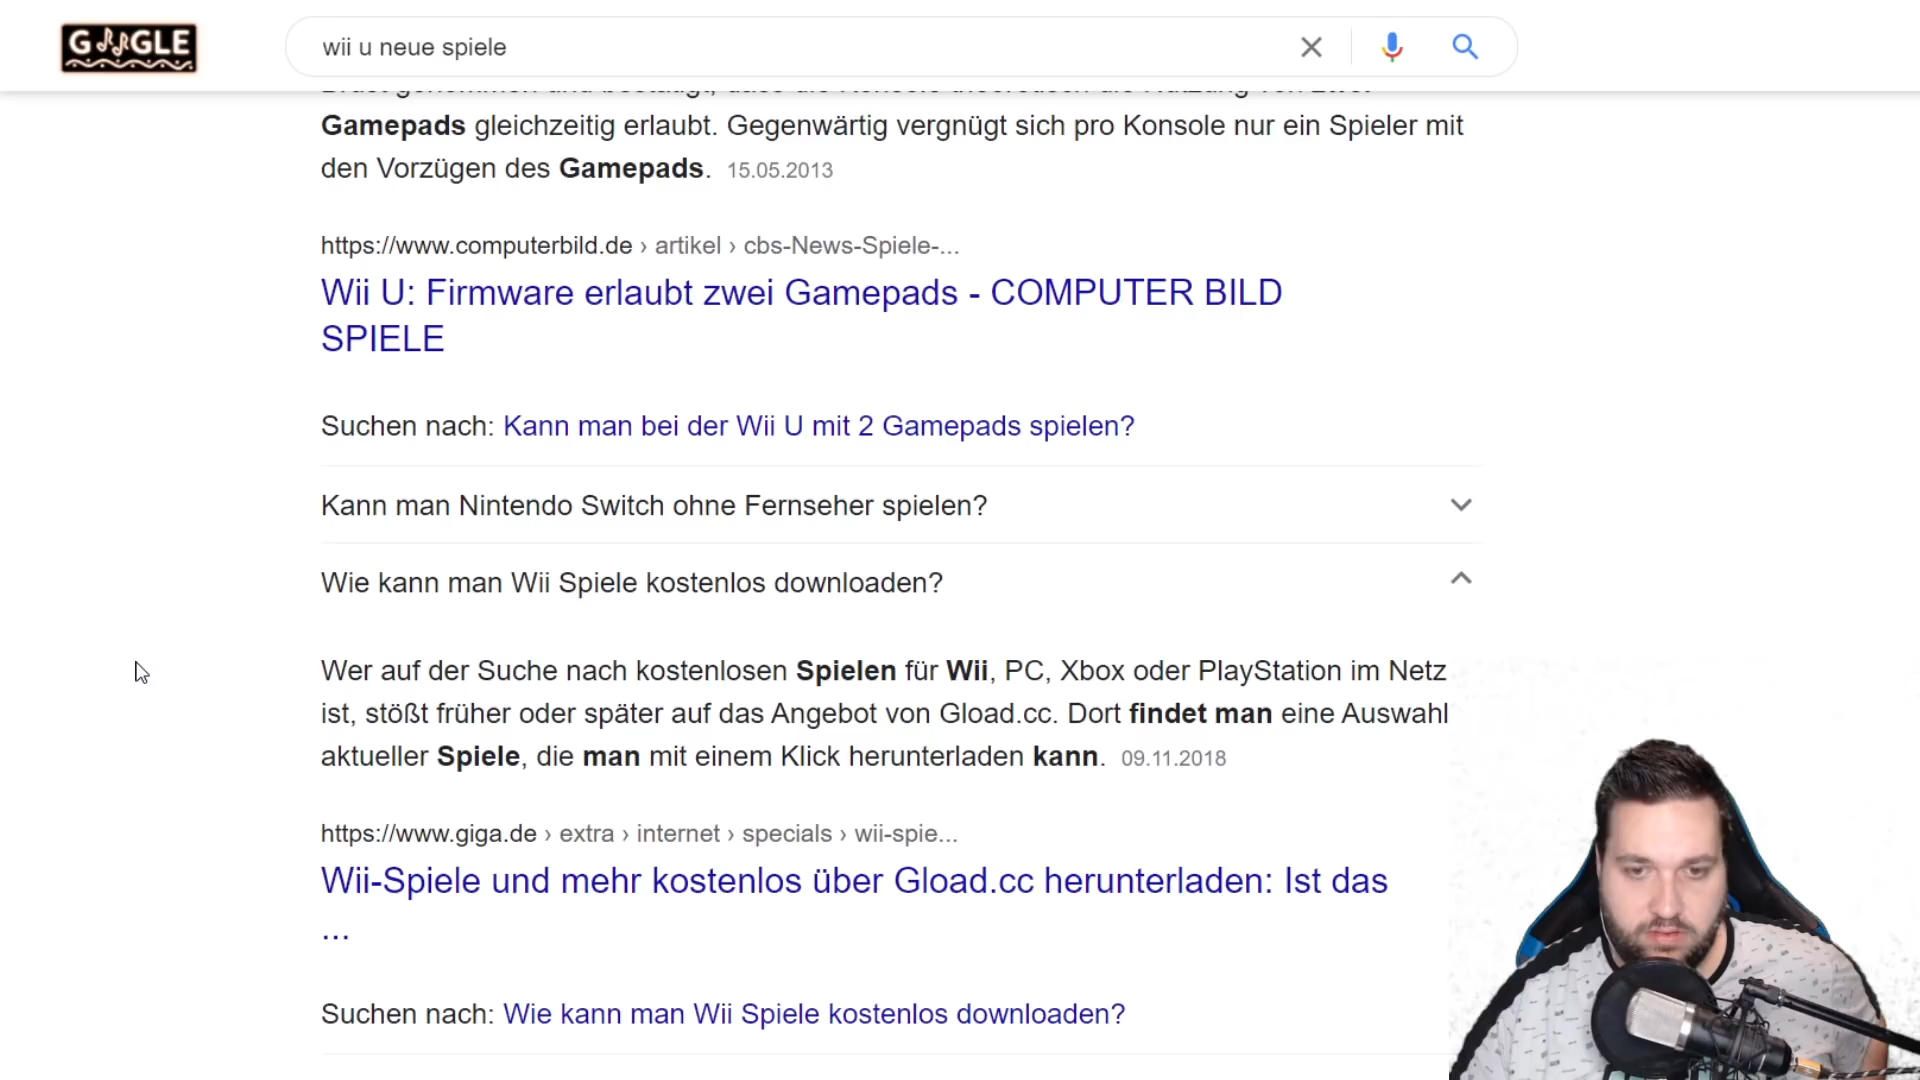 GOOGLE
wii u neue spiele
Gamepads gleichzeitig erlaubt. Gegenwärtig vergnügt sich pro Konsole nur ein Spieler mit
den Vorzügen des Gamepads. 15.05.2013
https://www.computerbild.de › artikel › cbs-News-Spiele-...
Wii U: Firmware erlaubt zwei Gamepads - COMPUTER BILD
SPIELE
Suchen nach: Kann man bei der Wii U mit 2 Gamepads spielen?
Kann man Nintendo Switch ohne Fernseher spielen?
Wie kann man Wii Spiele kostenlos downloaden?
Wer auf der Suche nach kostenlosen Spielen für Wii, PC, Xbox oder PlayStation im Netz
ist, stößt früher oder später auf das Angebot von Gload.cc. Dort findet man eine Auswahl
aktueller Spiele, die man mit einem Klick herunterladen kann. 09.11.2018
https://www.giga.de › extra › internet › specials › wii-spie...
Wii-Spiele und mehr kostenlos über Gload.cc herunterladen: Ist das
...
Suchen nach: Wie kann man Wii Spiele kostenlos downloaden?